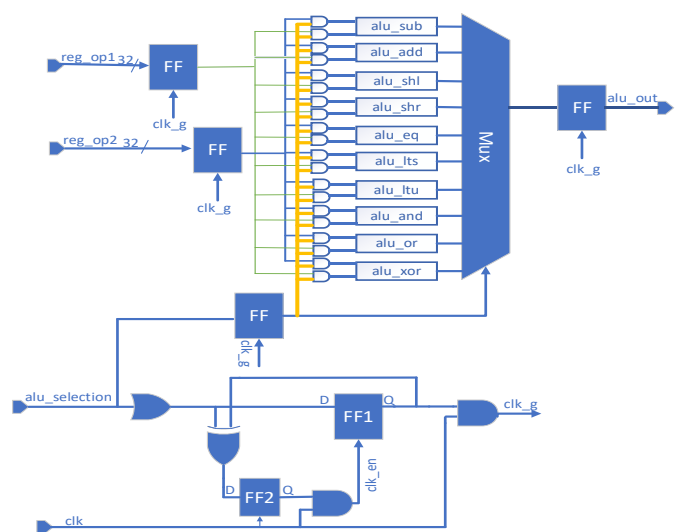 alu_sub
reg_op1
32
FF
alu_add
alu_shl
FF
alu_out
clk_g
alu_shr
reg_op2
32
FF
alu_eq
Mux
clk_g
alu_lts
clk_g
alu_ltu
alu_and
alu_or
alu_xor
FF
clk_g
alu_selection
D
FF1
Q
clk_g
clk_en
D
FF2
Q
clk